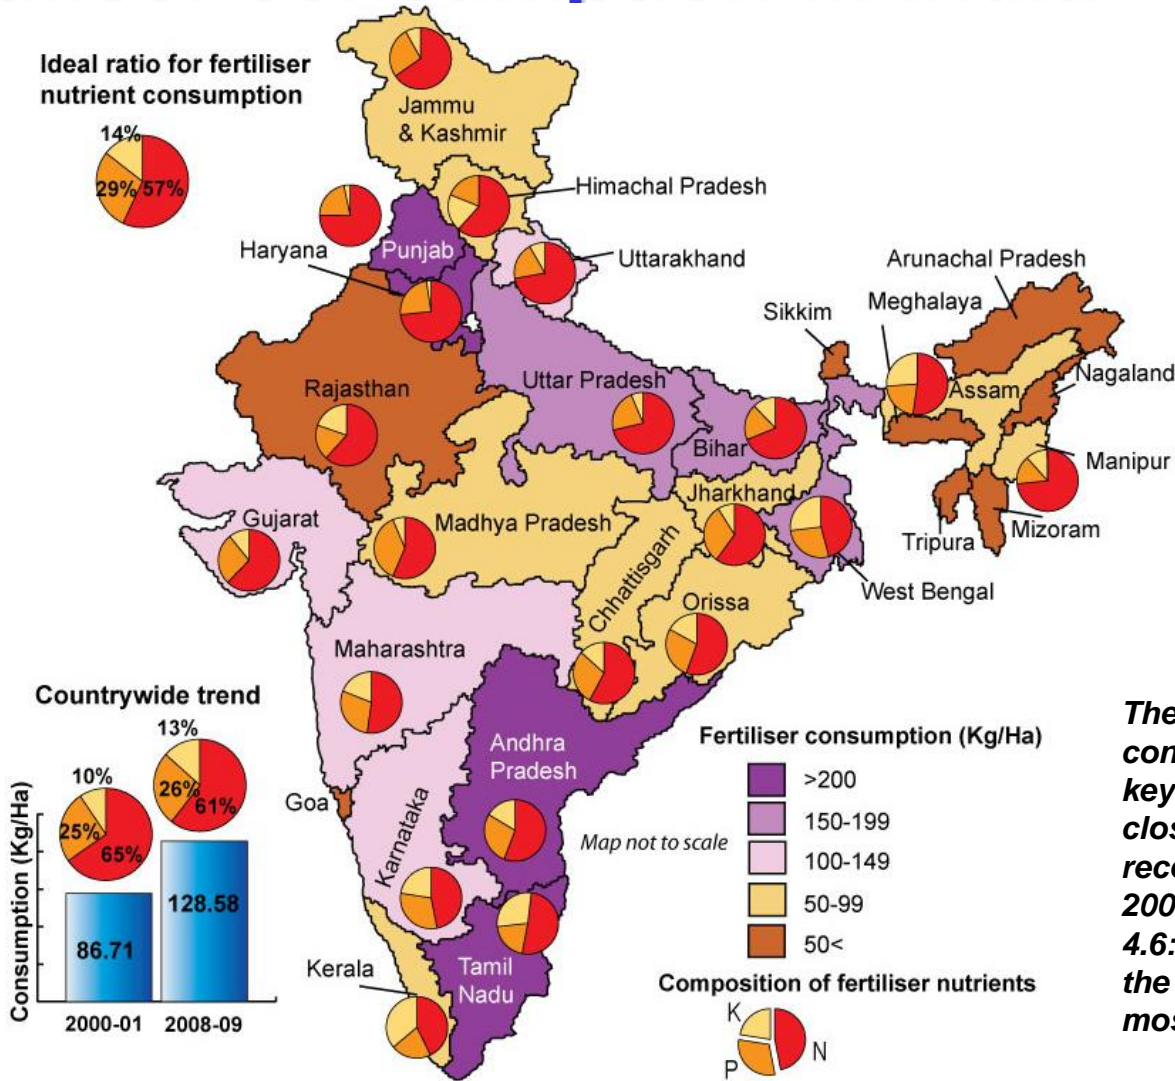 Ideal ratio for fertiliser
nutrient consumption
14%
29%
57%
Jammu
& Kashmir
Himachal Pradesh
Haryana
Punjab
Uttarakhand
Arunachal Pradesh
Meghalaya
Sikkim
Nagaland
Assam
Rajasthan
Uttar Pradesh
Bihar
Manipur
Gujarat
Madhya Pradesh
Jharkhand
Tripura
Mizoram
Chhattisgarh
West Bengal
Orissa
Maharashtra
Countrywide trend
13%
26%
61%
10%
25%
65%
Consumption (Kg/Ha)
86.71
128.58
2000-01
2008-09
Goa
Karnataka
Andhra
Pradesh
Map not to scale
Kerala
Tamil
Nadu
Fertiliser consumption (Kg/Ha)
>200
150-199
100-149
50-99
50<
Composition of fertiliser nutrients
K
P
N
The
con
key
clos
rece
200
4.6:
the
mos